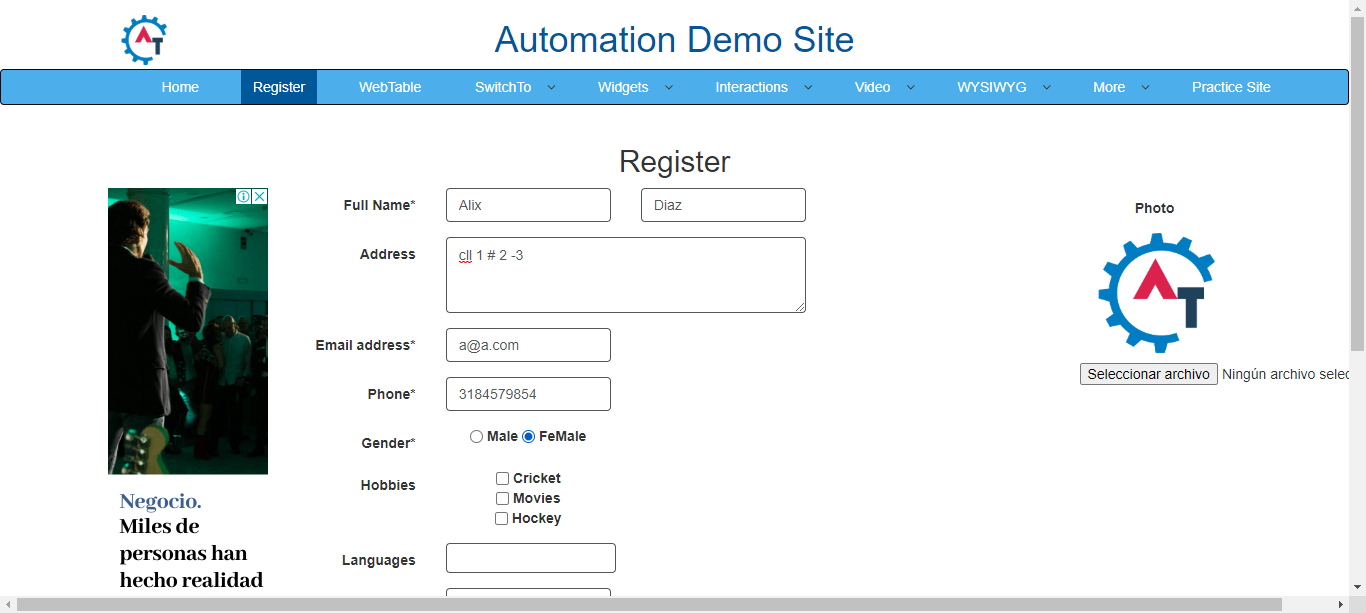 Automation Demo Site
Home Register WebTable SwitchTo Widgets Interactions Video WYSIWYG More Practice Site
Register
Full Name* Alix Diaz
Photo
Address cll 1 # 2 -3
Email address* a@a.com
Seleccionar archivo Ningún archivo selec
Phone* 3184579854
Gender* Male FeMale
Hobbies Cricket
Movies
Hockey
Languages
Negocio.
Miles de
personas han
hecho realidad